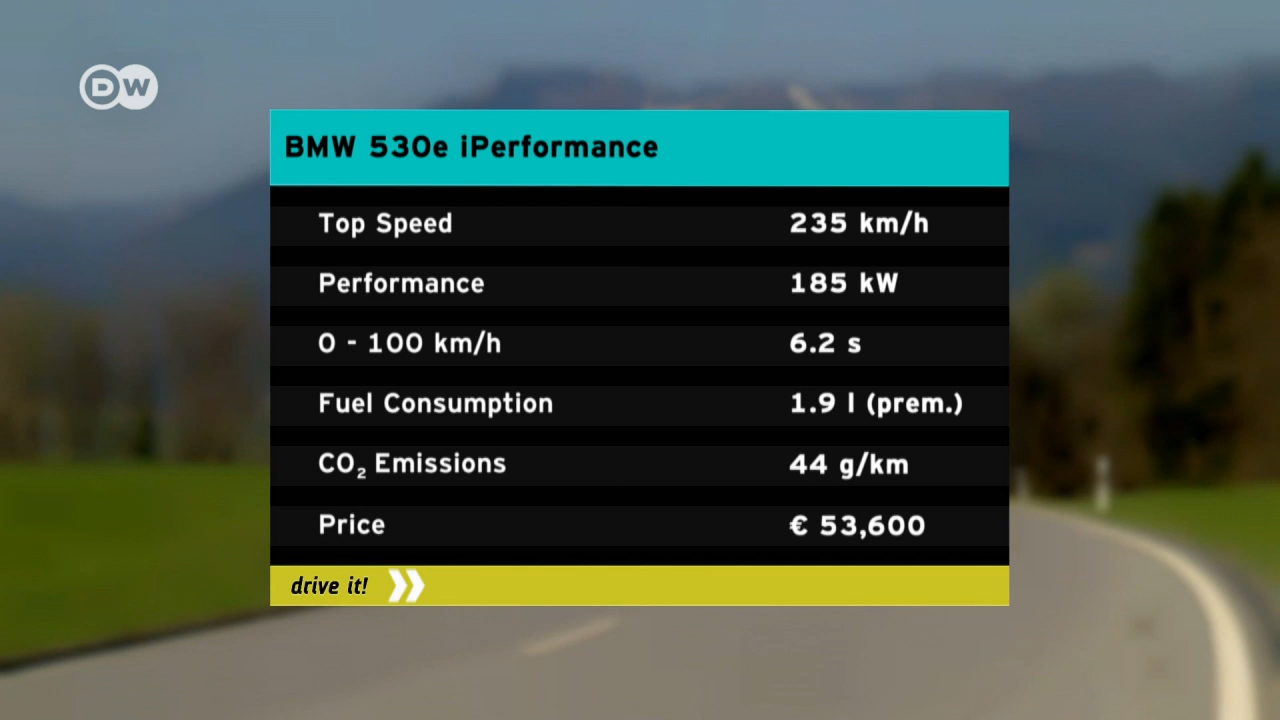 DW
BMW 530e iPerformance
Top Speed 235 km/h
Performance 185 kW
0 - 100 km/h 6.2 s
Fuel Consumption 1.9 l (prem.)
CO₂ Emissions 44 g/km
Price € 53,600
drive it!